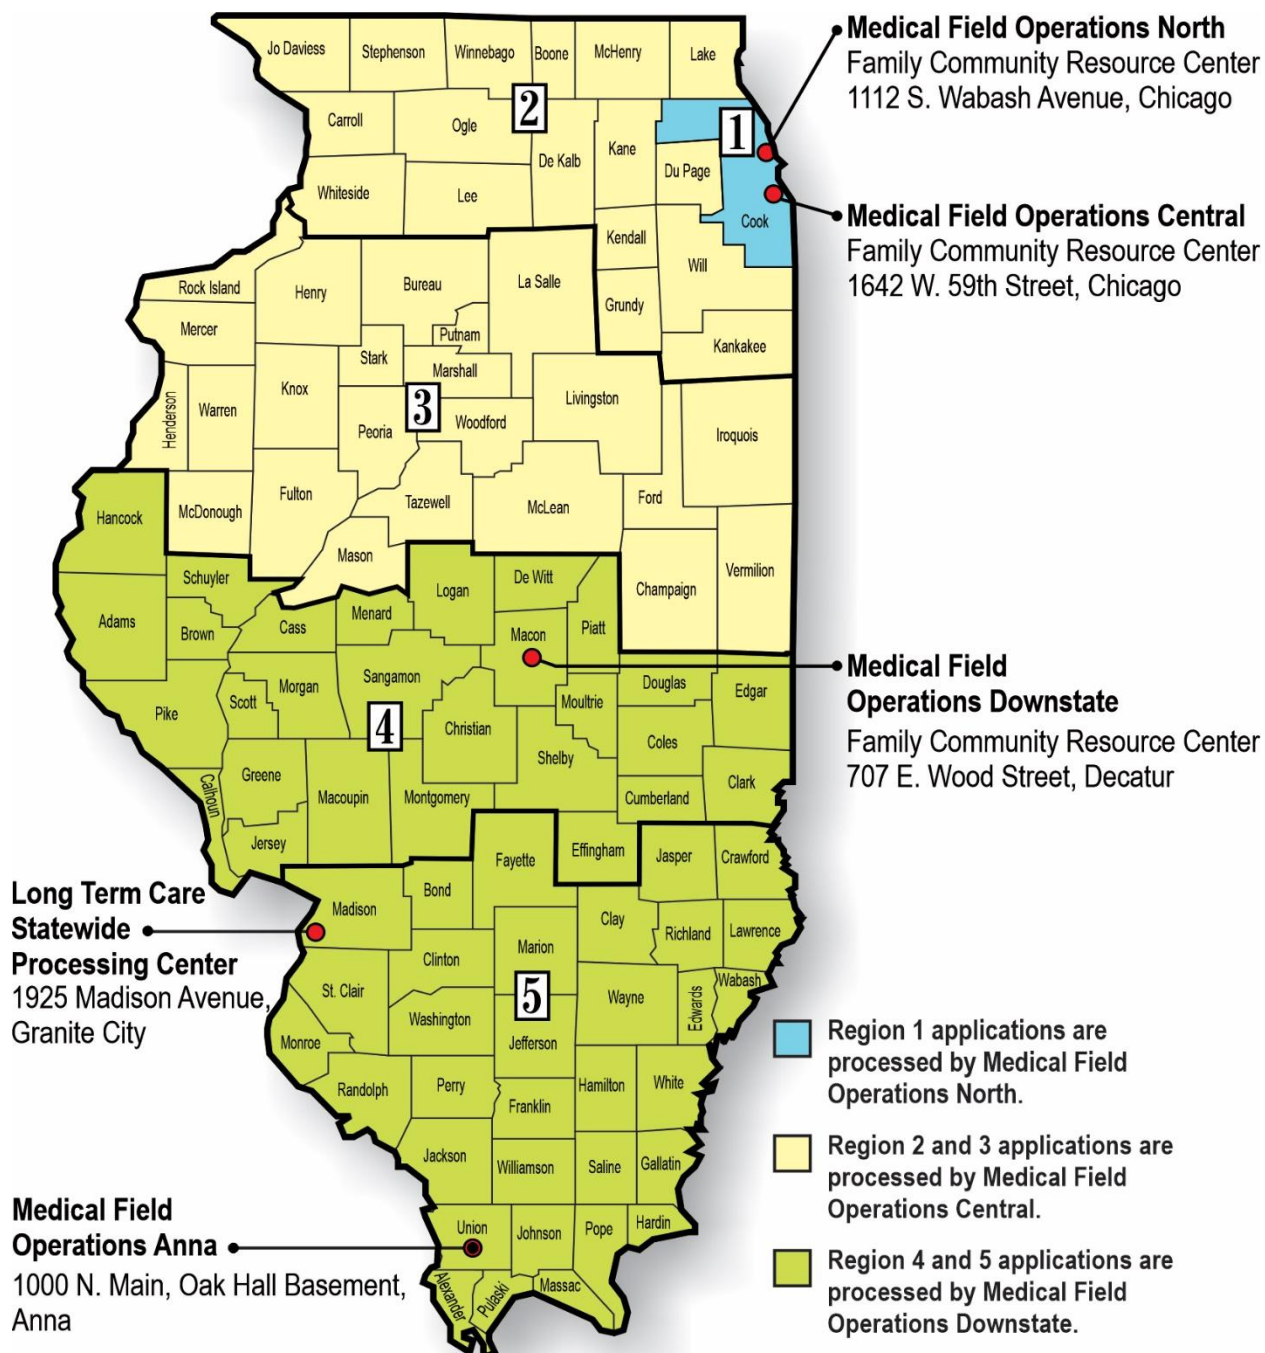 Medical Field Operations North
Family Community Resource Center
1112 S. Wabash Avenue, Chicago
Medical Field Operations Central
Family Community Resource Center
1642 W. 59th Street, Chicago
Medical Field
Operations Downstate
Family Community Resource Center
707 E. Wood Street, Decatur
Long Term Care
Statewide
Processing Center
1925 Madison Avenue,
Granite City
Medical Field
Operations Anna
1000 N. Main, Oak Hall Basement,
Anna
Region 1 applications are
processed by Medical Field
Operations North.
Region 2 and 3 applications are
processed by Medical Field
Operations Central.
Region 4 and 5 applications are
processed by Medical Field
Operations Downstate.
Jo Daviess
Stephenson
Winnebago
Boone
McHenry
Lake
2
1
Carroll
Ogle
De Kalb
Kane
Du Page
Cook
Whiteside
Lee
Kendall
Will
Grundy
Kankakee
Rock Island
Henry
Bureau
La Salle
Mercer
Putnam
Stark
Marshall
Knox
3
Livingston
Henderson
Warren
Peoria
Woodford
Iroquois
McDonough
Fulton
Tazewell
McLean
Ford
Mason
Champaign
Vermilion
Hancock
Schuyler
Logan
De Witt
Adams
Brown
Cass
Menard
Macon
Piatt
Pike
Scott
Morgan
Sangamon
Christian
Moultrie
Douglas
Edgar
4
Shelby
Coles
Greene
Calhoun
Macoupin
Montgomery
Cumberland
Clark
Jersey
Effingham
Fayette
Jasper
Crawford
Madison
Bond
Clay
Richland
Lawrence
Marion
Clinton
St. Clair
5
Wayne
Edwards
Wabash
Washington
Monroe
Jefferson
Randolph
Perry
Hamilton
White
Franklin
Jackson
Williamson
Saline
Gallatin
Union
Johnson
Pope
Hardin
Alexander
Pulaski
Massac